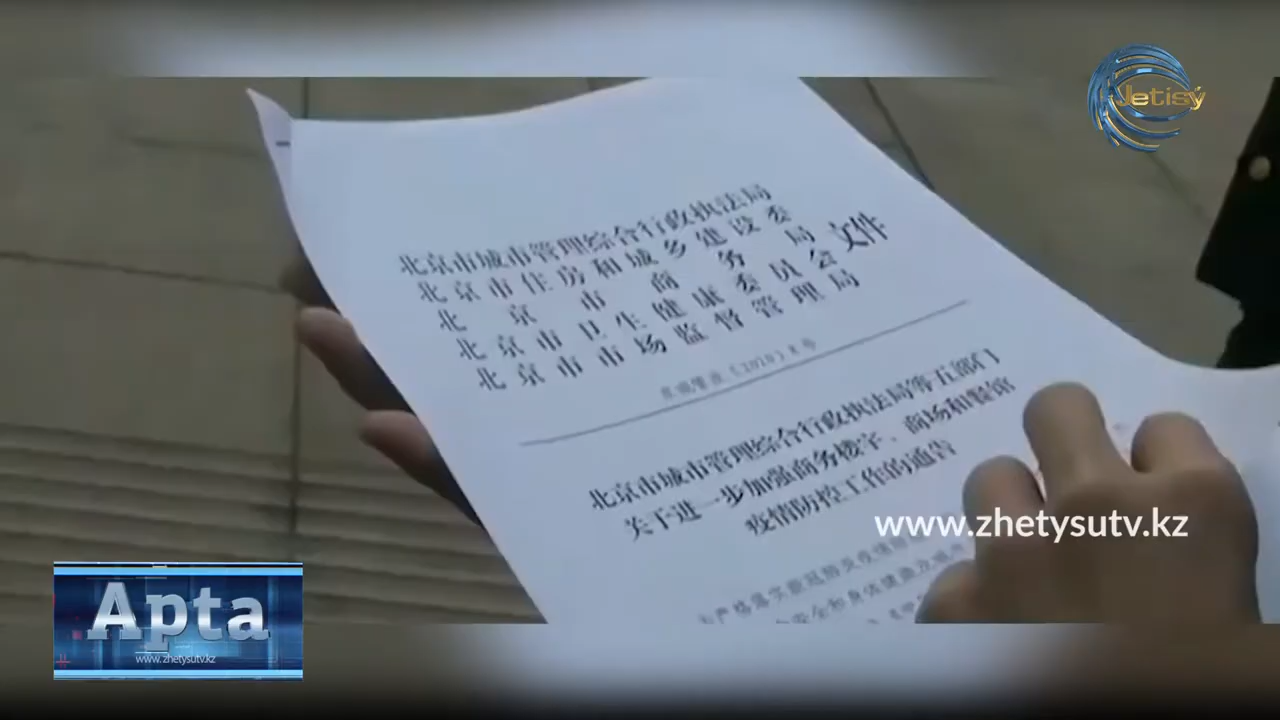 Jetisý
北京市城市管理综合行政执法局
北京市住房和城乡建设委
北京市商务局 文件
北京市卫生健康委员会
北京市市场监督管理局
北京市城市管理综合行政执法局等五部门
关于进一步加强商务楼宇、商场和餐馆
疫情防控工作的通告
www.zhetysutv.kz
Apta
www.zhetysutv.kz